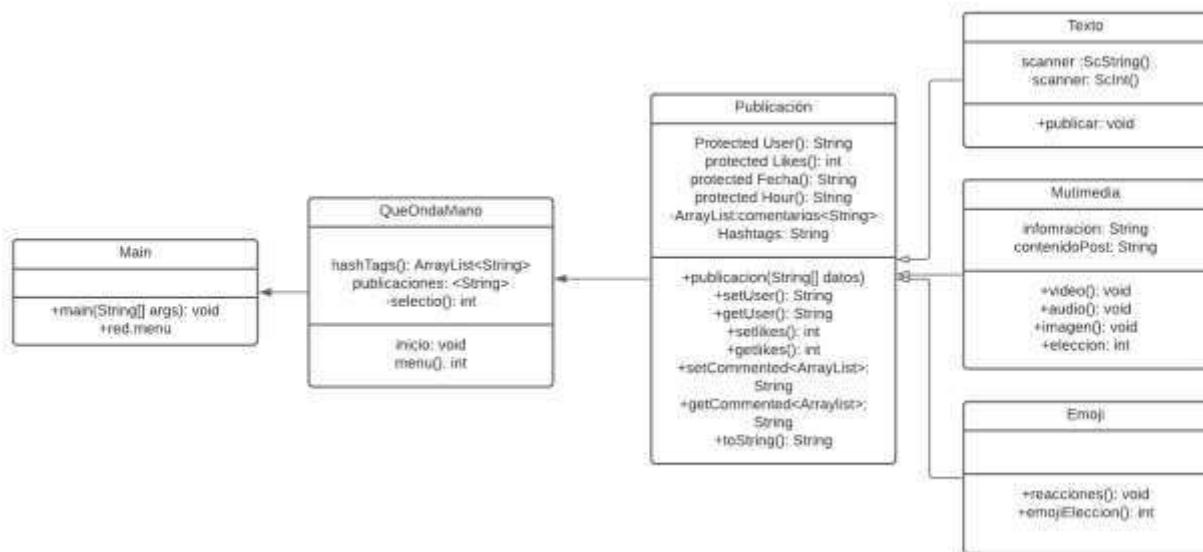 Main
+main(String[] args): void
+red.menu
QueOndaMano
hashTags(): ArrayList<String>
publicaciones: <String>
-selectio(): int
inicio: void
menu(): int
Publicación
Protected User(): String
protected Likes(): int
protected Fecha(): String
protected Hour(): String
-ArrayList:comentarios<String>
Hashtags: String
+publicacion(String[] datos)
+setUser(): String
+getUser(): String
+setlikes(): int
+getlikes(): int
+setCommented<ArrayList>:
String
+getCommented<Arraylist>:
String
+toString(): String
Texto
scanner :ScString()
scanner: ScInt()
+publicar: void
Mutimedia
infomracion: String
contenidoPost: String
+video(): void
+audio(): void
+imagen(): void
+eleccion: int
Emoji
+reacciones(): void
+emojiEleccion(): int